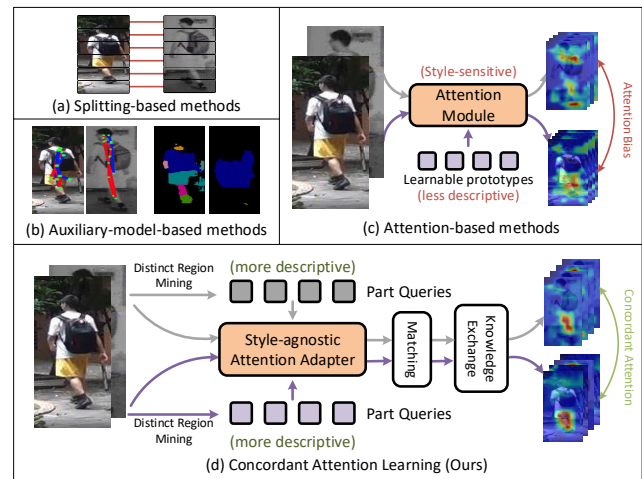 (a) Splitting-based methods
(b) Auxiliary-model-based methods
(Style-sensitive)
Attention
Module
Learnable prototypes
(less descriptive)
Attention Bias
(c) Attention-based methods
Distinct Region
Mining
(more descriptive)
Part Queries
Style-agnostic
Attention Adapter
Matching
Knowledge
Exchange
Concordant Attention
Distinct Region
Mining
Part Queries
(more descriptive)
(d) Concordant Attention Learning (Ours)